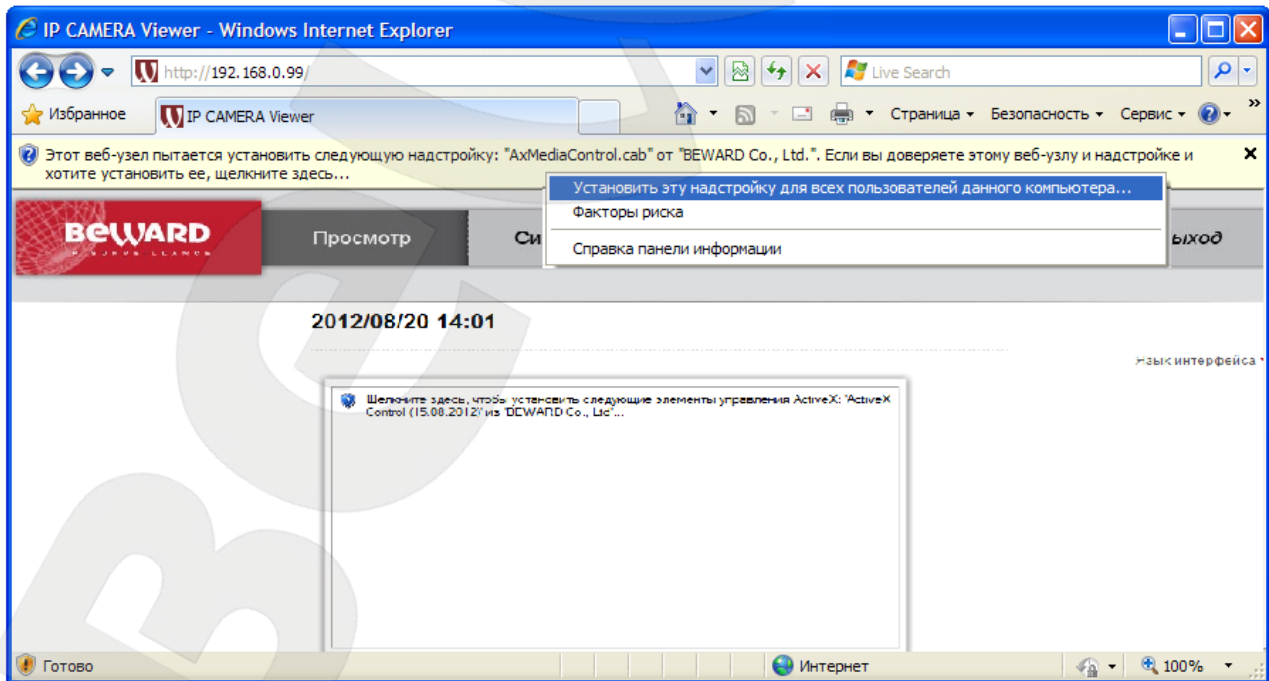 IP CAMERA Viewer - Windows Internet Explorer
http://192.168.0.99/
Live Search
Избранное
IP CAMERA Viewer
Страница
Безопасность
Сервис
»
Этот веб-узел пытается установить следующую надстройку: "AxMediaControl.cab" от "BEWARD Co., Ltd.". Если вы доверяете этому веб-узлу и надстройке и
хотите установить ее, щелкните здесь...
Установить эту надстройку для всех пользователей данного компьютера...
Факторы риска
Справка панели информации
BEWARD
Просмотр
Си
ыход
2012/08/20 14:01
Язык интерфейса
Щелкните здесь, чтобы установить следующие элементы управления ActiveX: 'ActiveX
Control (15.08.2012)' из 'BEWARD Co., Ltd'...
Готово
Интернет
100%